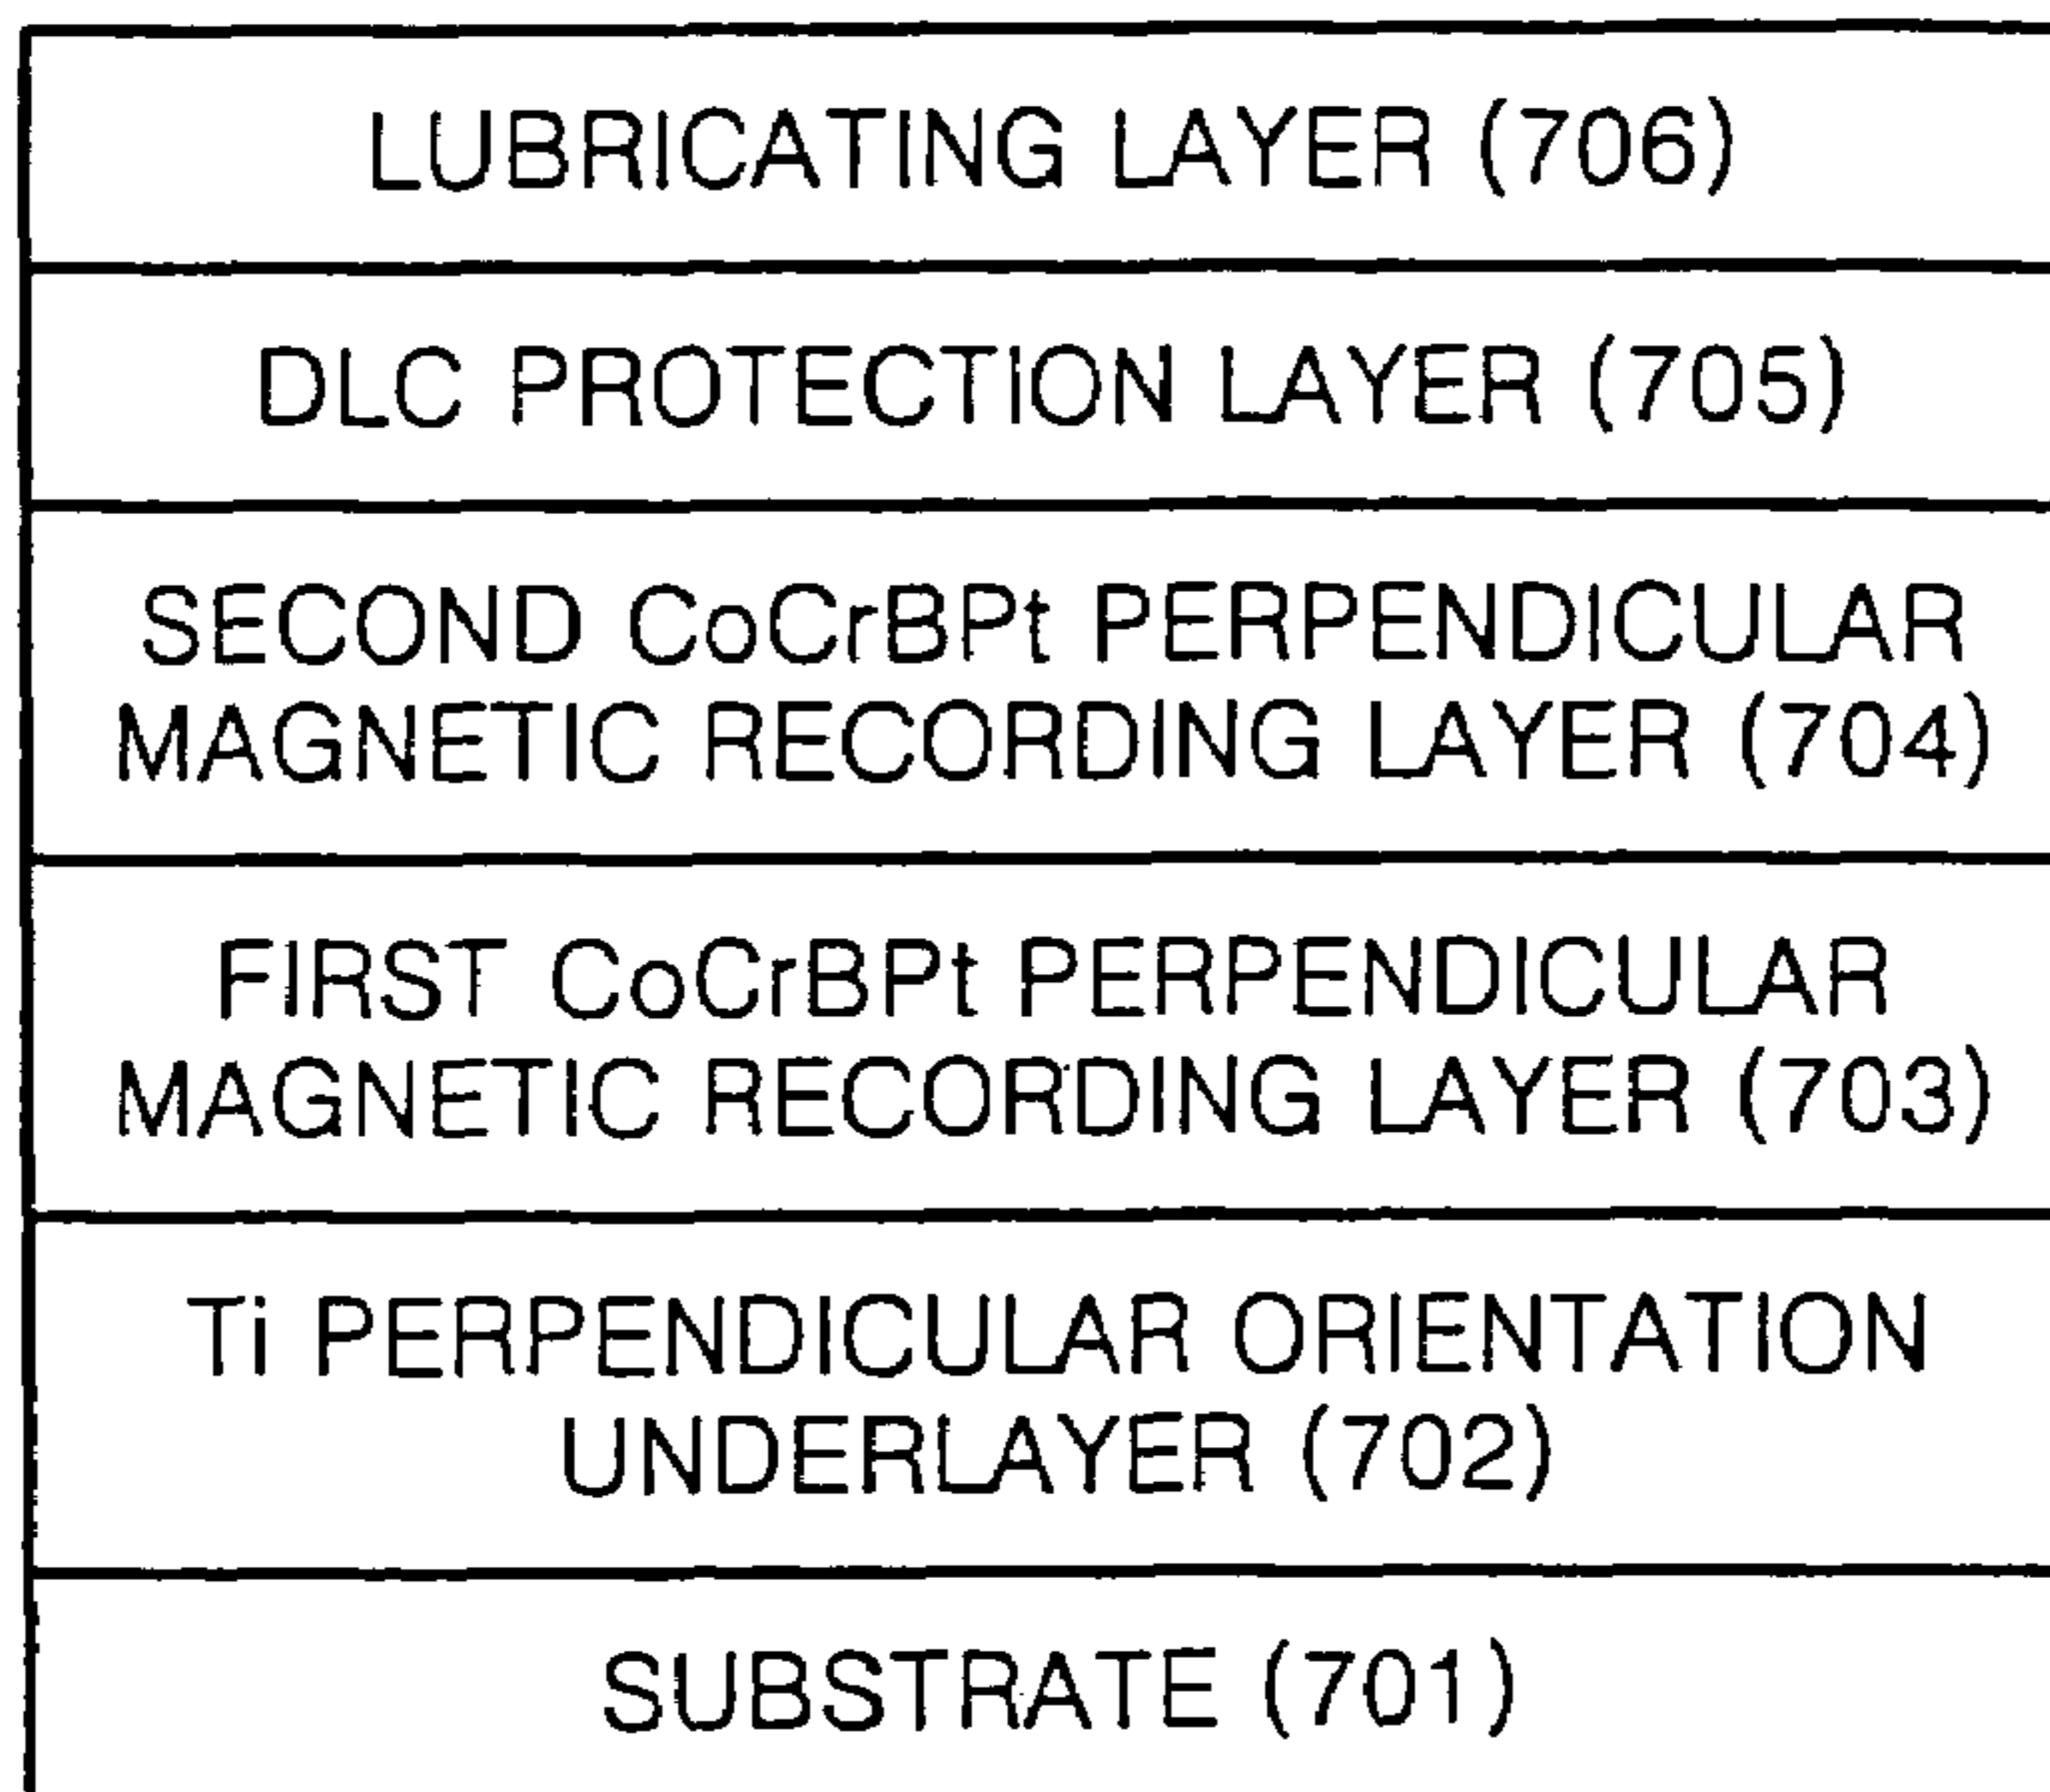 LUBRICATING LAYER (706)
DLC PROTECTION LAYER (705)
SECOND CoCrBPt PERPENDICULAR
MAGNETIC RECORDING LAYER (704)
FIRST CoCrBPt PERPENDICULAR
MAGNETIC RECORDING LAYER (703)
Ti PERPENDICULAR ORIENTATION
UNDERLAYER (702)
SUBSTRATE (701)